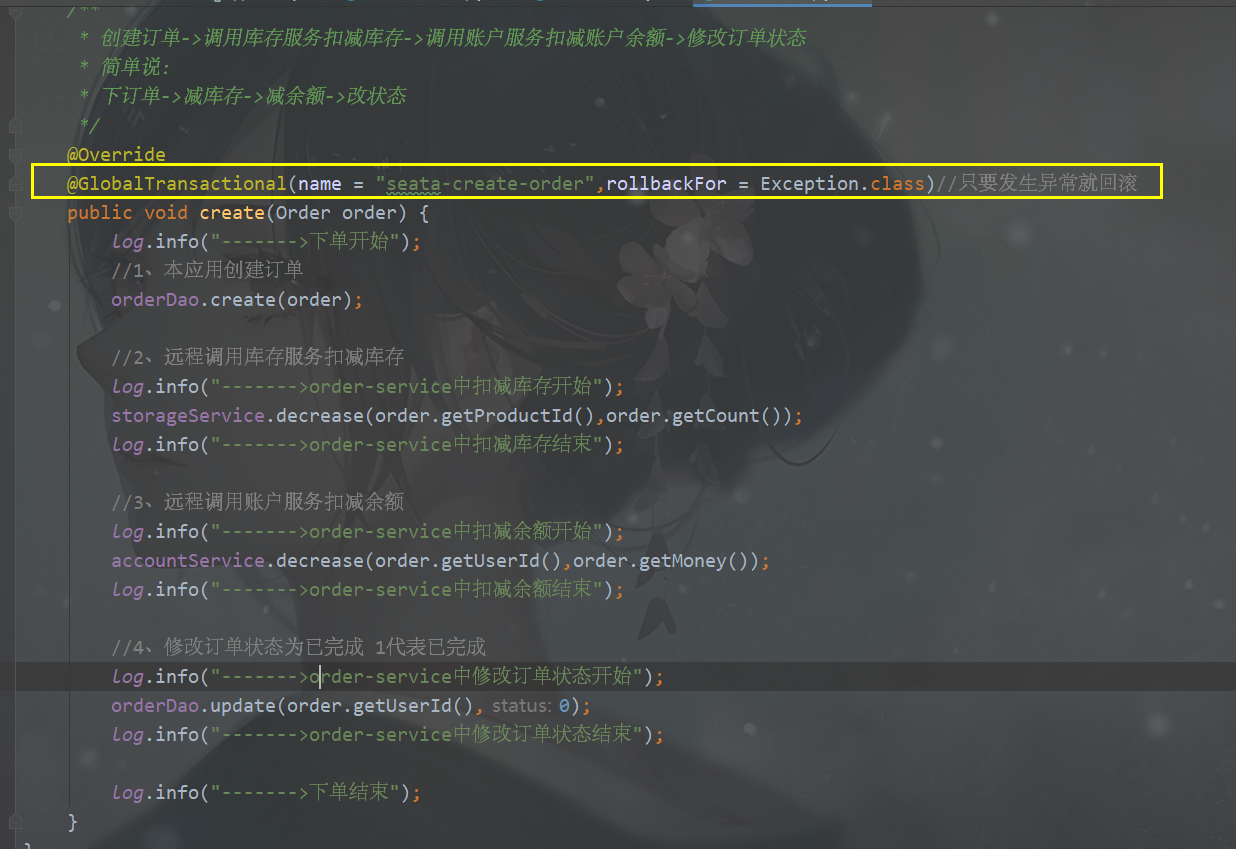 /**
* 创建订单->调用库存服务扣减库存->调用账户服务扣减账户余额->修改订单状态
* 简单说：
* 下订单->减库存->减余额->改状态
*/
@Override
@GlobalTransactional(name = "seata-create-order",rollbackFor = Exception.class)//只要发生异常就回滚
public void create(Order order) {
log.info("------->下单开始");
//1、本应用创建订单
orderDao.create(order);
//2、远程调用库存服务扣减库存
log.info("------->order-service中扣减库存开始");
storageService.decrease(order.getProductId(),order.getCount());
log.info("------->order-service中扣减库存结束");
//3、远程调用账户服务扣减余额
log.info("------->order-service中扣减余额开始");
accountService.decrease(order.getUserId(),order.getMoney());
log.info("------->order-service中扣减余额结束");
//4、修改订单状态为已完成 1代表已完成
log.info("------->order-service中修改订单状态开始");
orderDao.update(order.getUserId(), status: 0);
log.info("------->order-service中修改订单状态结束");
log.info("------->下单结束");
}
}